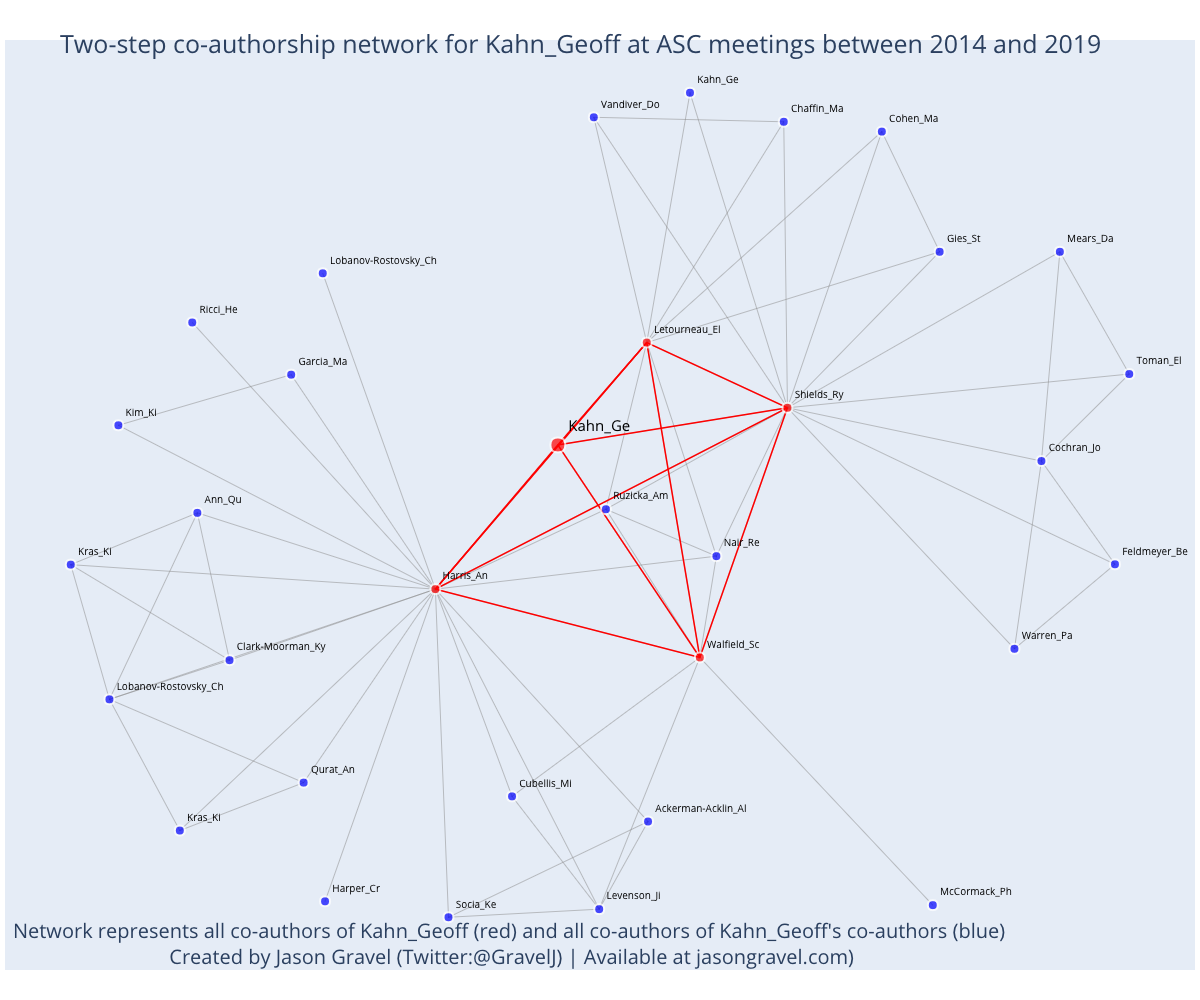 Two-step co-authorship network for Kahn_Geoff at ASC meetings between 2014 and 2019
Kahn_Ge
Vandiver_Do
Chaffin_Ma
Cohen_Ma
Gies_St
Mears_Da
Lobanov-Rostovsky_Ch
Ricci_He
Letourneau_El
Garcia_Ma
Toman_El
Shields_Ry
Kim_Ki
Kahn_Ge
Cochran_Jo
Ann_Qu
Ruzicka_Am
Nair_Re
Kras_Ki
Feldmeyer_Be
Harris_An
Warren_Pa
Clark-Moorman_Ky
Walfield_Sc
Lobanov-Rostovsky_Ch
Qurat_An
Cubellis_Mi
Ackerman-Acklin_Al
Kras_Ki
Harper_Cr
McCormack_Ph
Levenson_Ji
Socia_Ke
Network represents all co-authors of Kahn_Geoff (red) and all co-authors of Kahn_Geoff's co-authors (blue)
Created by Jason Gravel (Twitter:@GravelJ) | Available at jasongravel.com)